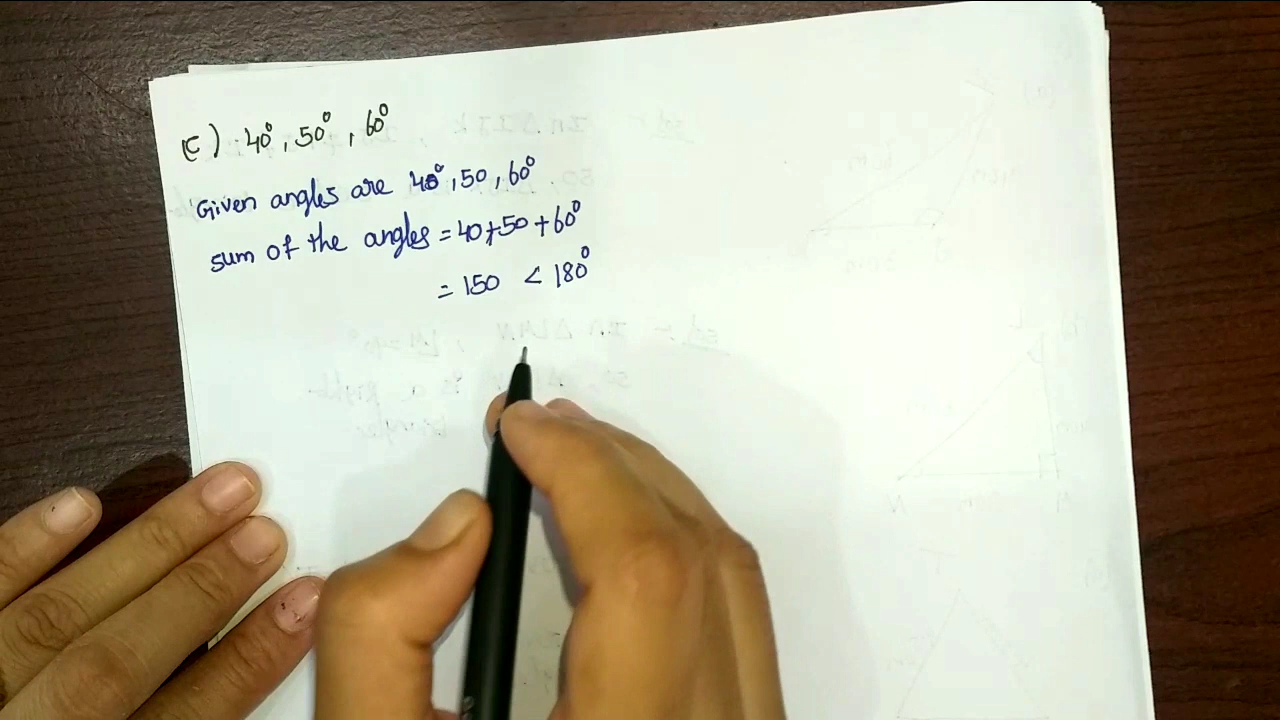 (C) 40°, 50°, 60°
Given angles are 40°, 50, 60°
sum of the angles = 40+50+60°
= 150 < 180°